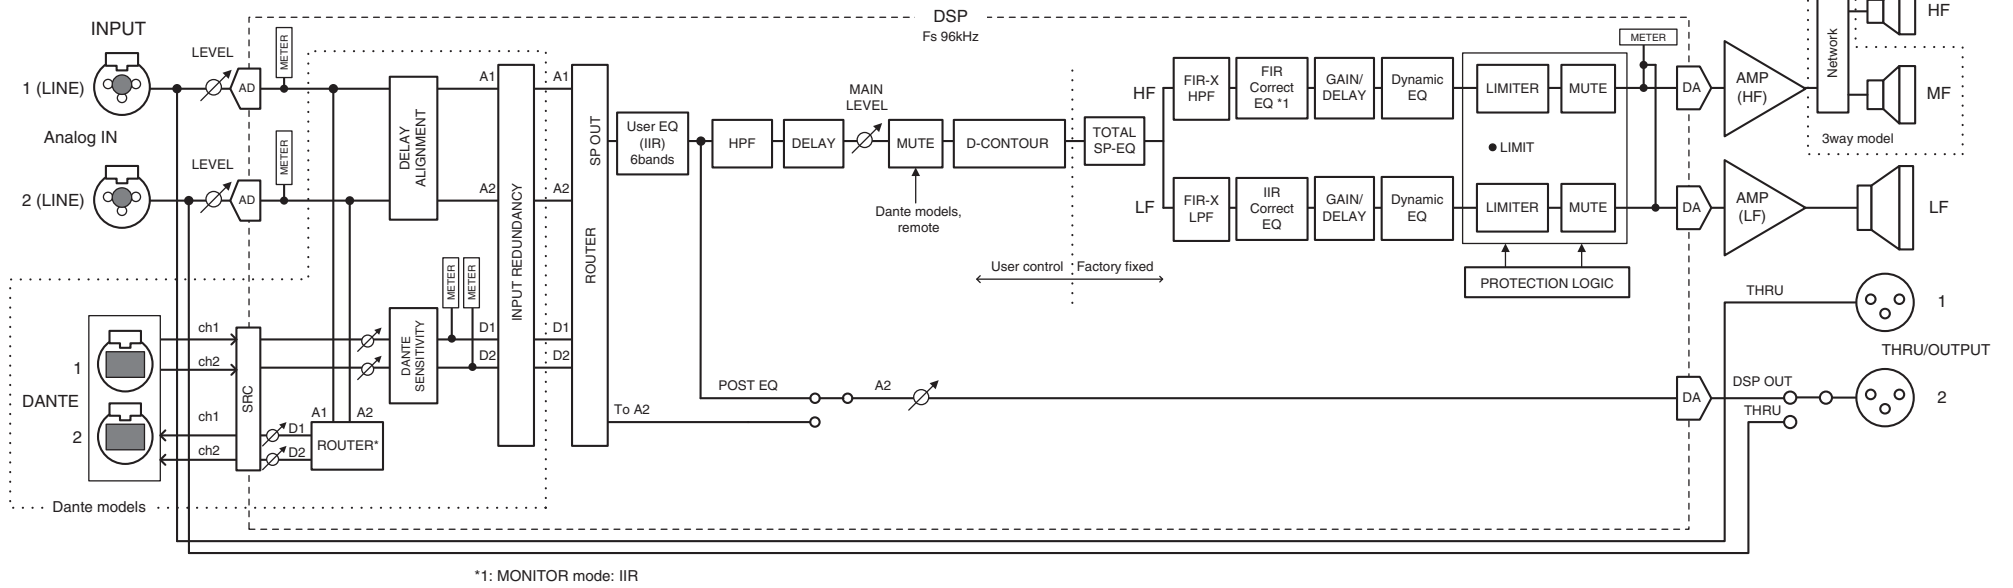 DSP
Fs 96kHz
INPUT
LEVEL
METER
AD
1 (LINE)
Analog IN
LEVEL
METER
AD
2 (LINE)
DELAY
ALIGNMENT
A1
A2
INPUT REDUNDANCY
A1
A2
D1
D2
D1
D2
SP OUT
ROUTER
User EQ
(IIR)
6bands
HPF
DELAY
MAIN
LEVEL
MUTE
D-CONTOUR
Dante models,
remote
TOTAL
SP-EQ
User control
Factory fixed
HF
FIR-X
HPF
FIR
Correct
EQ *1
GAIN/
DELAY
Dynamic
EQ
LIMITER
MUTE
LIMIT
LF
FIR-X
LPF
IIR
Correct
EQ
GAIN/
DELAY
Dynamic
EQ
LIMITER
MUTE
PROTECTION LOGIC
METER
DA
AMP
(HF)
Network
HF
MF
3way model
DA
AMP
(LF)
LF
DANTE
1
2
ch1
ch2
ch1
ch2
SRC
D1
D2
A1
A2
ROUTER*
DANTE
SENSITIVITY
METER
METER
Dante models
POST EQ
A2
To A2
DA
THRU
1
THRU/OUTPUT
DSP OUT
2
THRU
*1: MONITOR mode: IIR